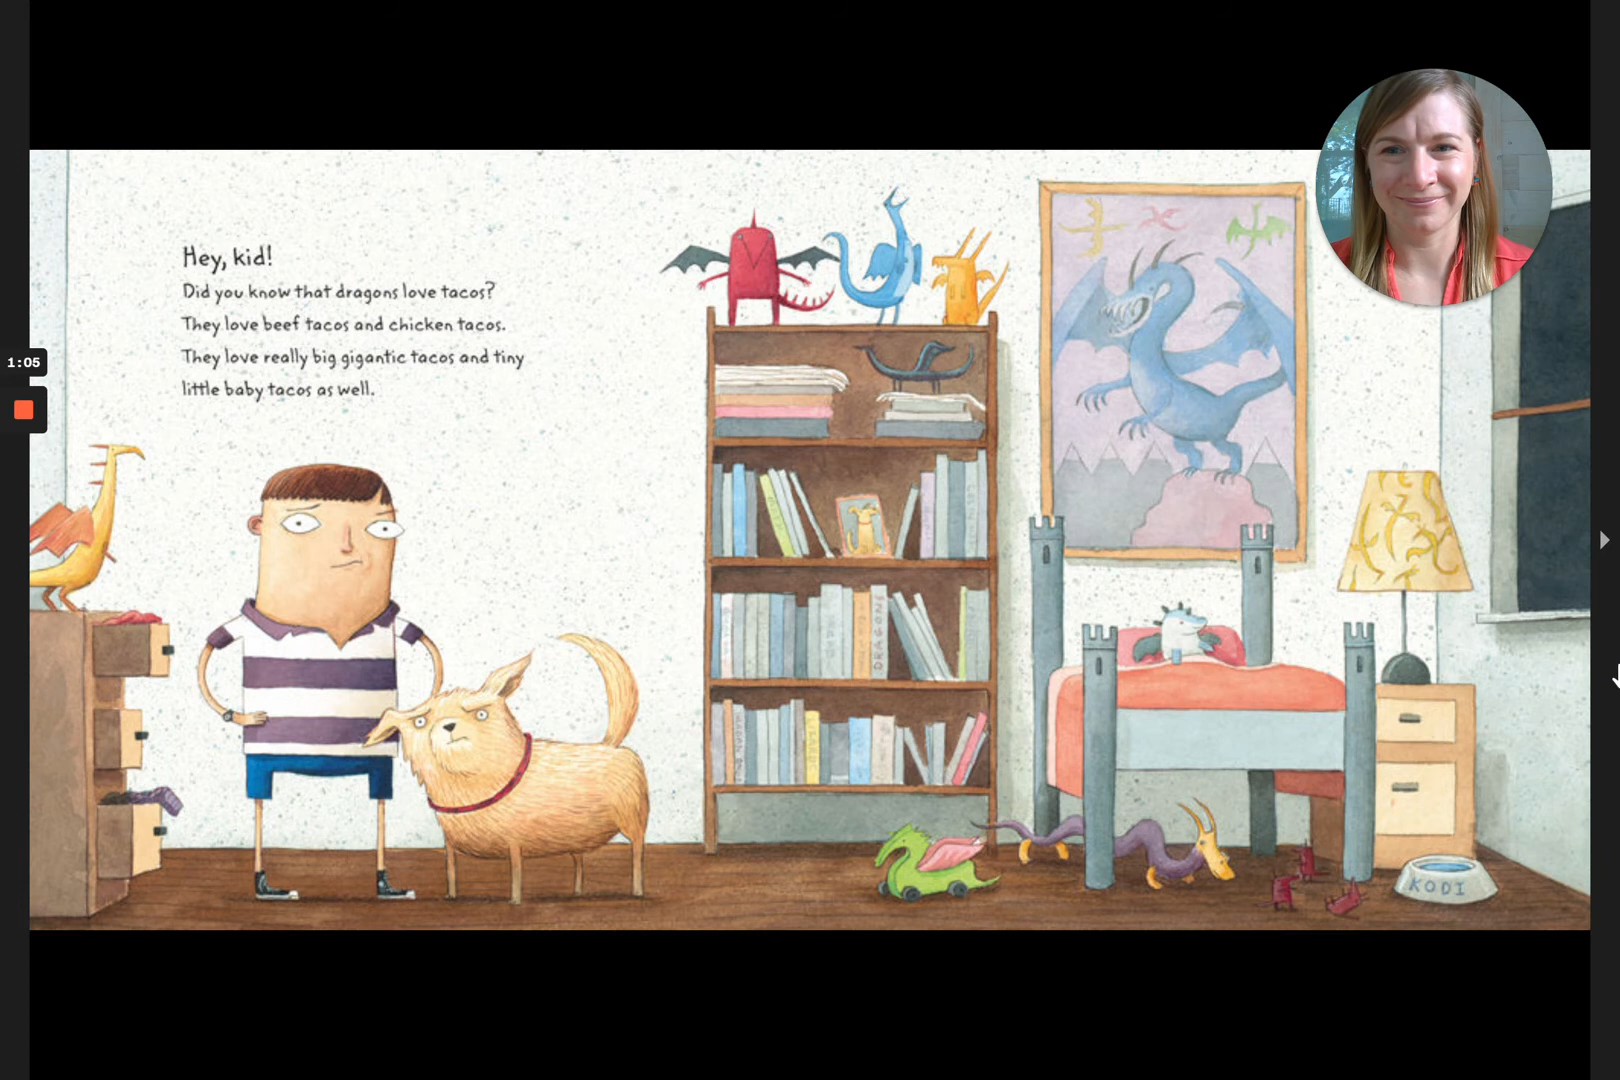 Hey, kid!
Did you know that dragons love tacos?
They love beef tacos and chicken tacos.
They love really big gigantic tacos and tiny
little baby tacos as well.
1:05
DRAGONS
KODI